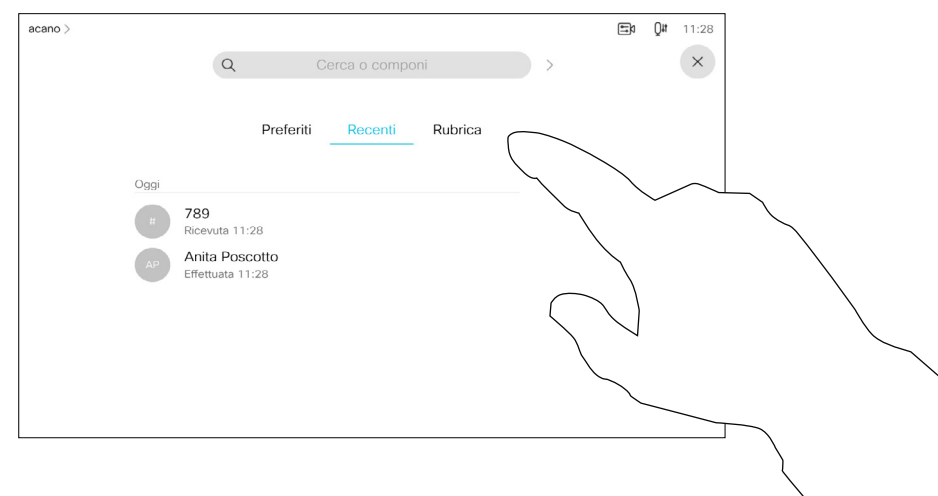 acano > 11:28
Cerca o componi >
Preferiti Recenti Rubrica
Oggi
# 789
Ricevuta 11:28
AP Anita Poscotto
Effettuata 11:28